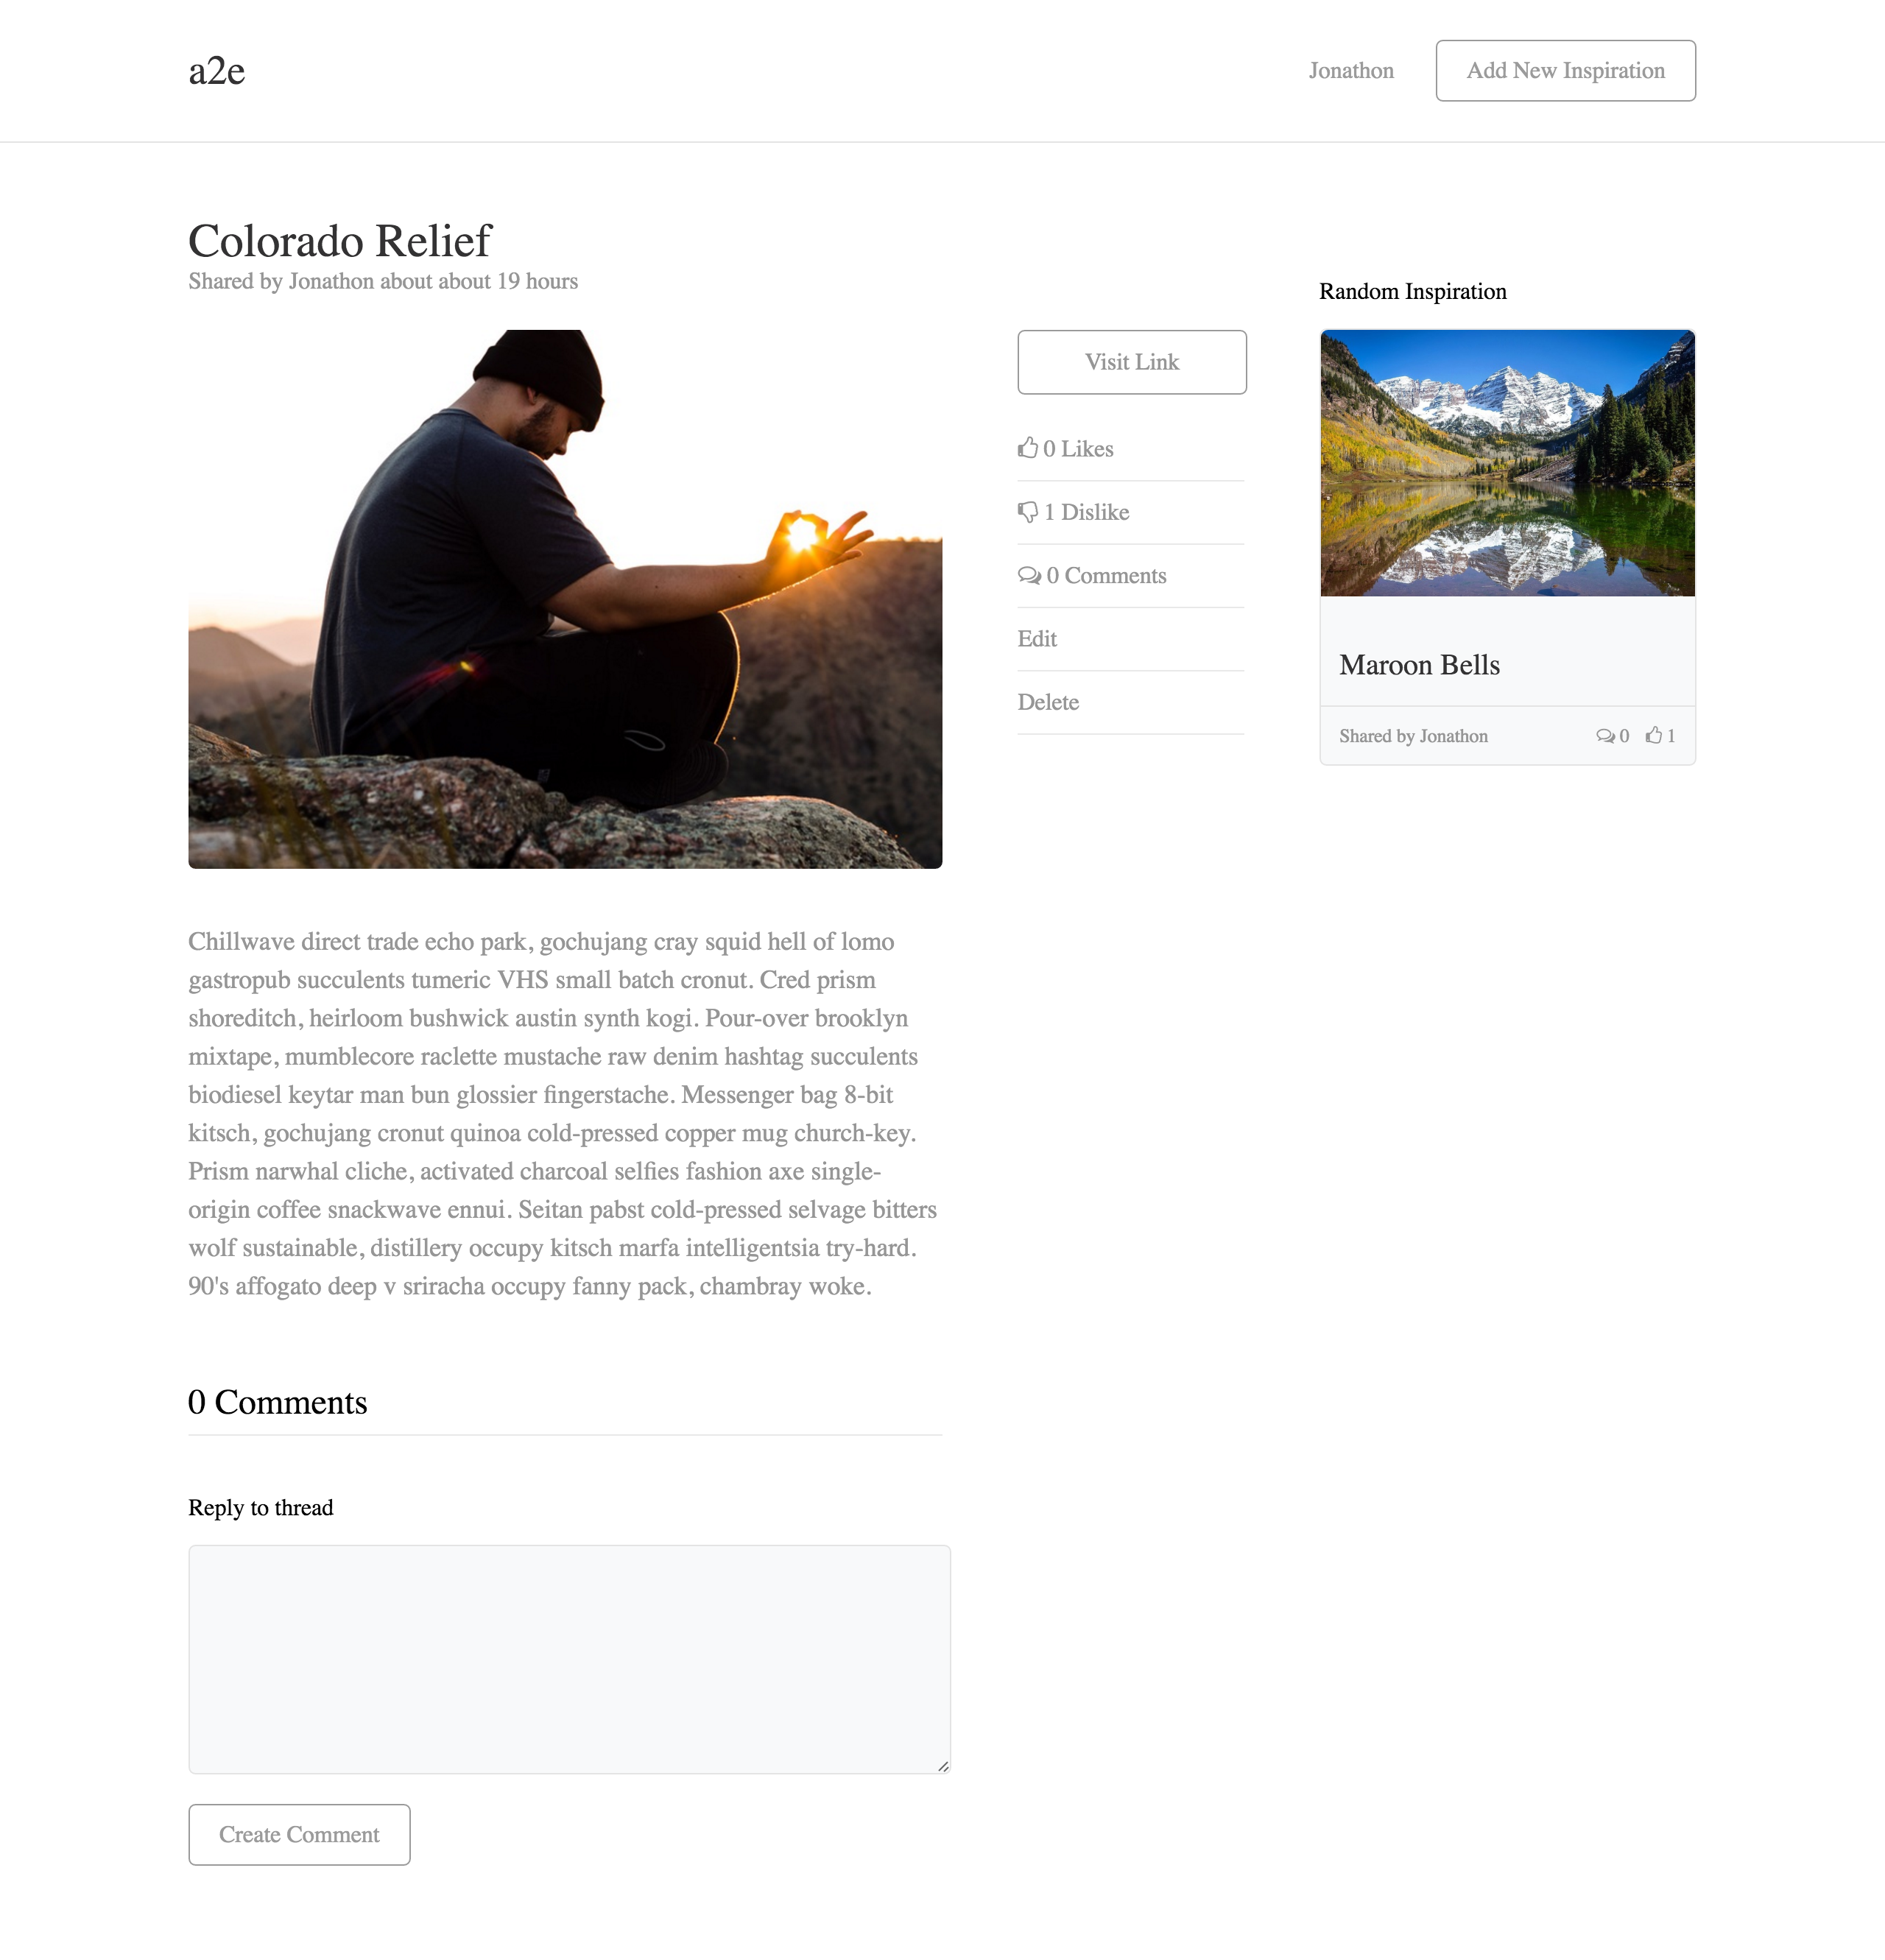 a2e
Jonathon
Add New Inspiration
Colorado Relief
Shared by Jonathon about about 19 hours
Visit Link
0 Likes
1 Dislike
0 Comments
Edit
Delete
Random Inspiration
Maroon Bells
Shared by Jonathon
0
1
Chillwave direct trade echo park, gochujang cray squid hell of lomo
gastropub succulents tumeric VHS small batch cronut. Cred prism
shoreditch, heirloom bushwick austin synth kogi. Pour-over brooklyn
mixtape, mumblecore raclette mustache raw denim hashtag succulents
biodiesel keytar man bun glossier fingerstache. Messenger bag 8-bit
kitsch, gochujang cronut quinoa cold-pressed copper mug church-key.
Prism narwhal cliche, activated charcoal selfies fashion axe single-
origin coffee snackwave ennui. Seitan pabst cold-pressed selvage bitters
wolf sustainable, distillery occupy kitsch marfa intelligentsia try-hard.
90's affogato deep v sriracha occupy fanny pack, chambray woke.
0 Comments
Reply to thread
Create Comment